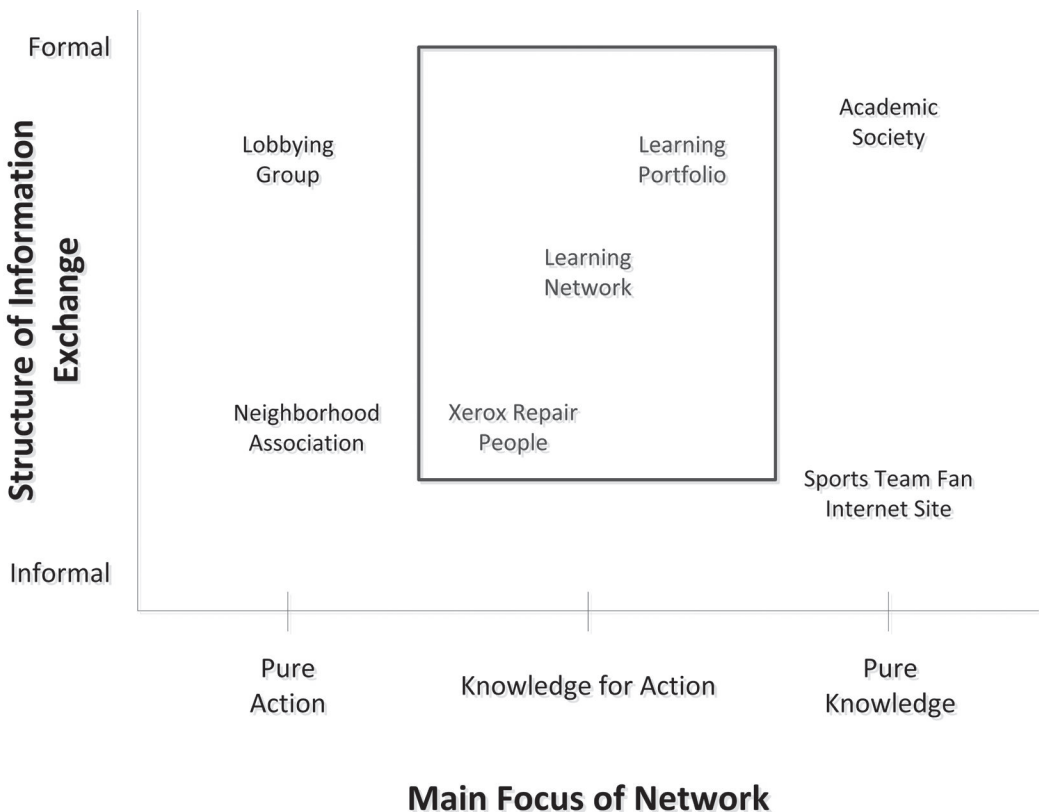 Formal
Academic
Society
Lobbying
Group
Learning
Portfolio
Structure of Information
Exchange
Learning
Network
Neighborhood
Association
Xerox Repair
People
Sports Team Fan
Internet Site
Informal
Pure
Action
Knowledge for Action
Pure
Knowledge
Main Focus of Network